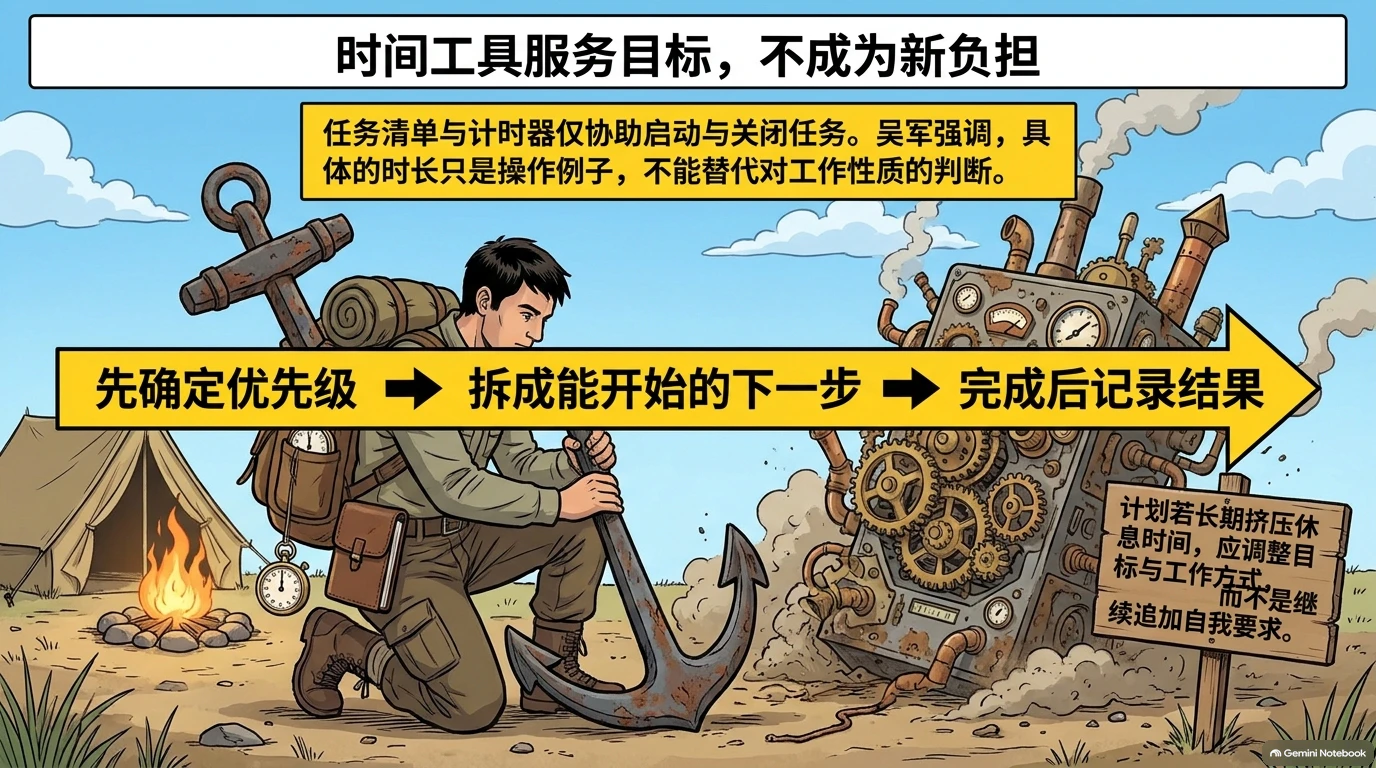 时间工具服务目标，不成为新负担
任务清单与计时器仅协助启动与关闭任务。吴军强调，具
体的时长只是操作例子，不能替代对工作性质的判断。
先确定优先级 → 拆成能开始的下一步 → 完成后记录结果
计划若长期挤压休
息时间，应调整目
标与工作方式，
而不是继
续追加自我要求。
Gemini Notebook